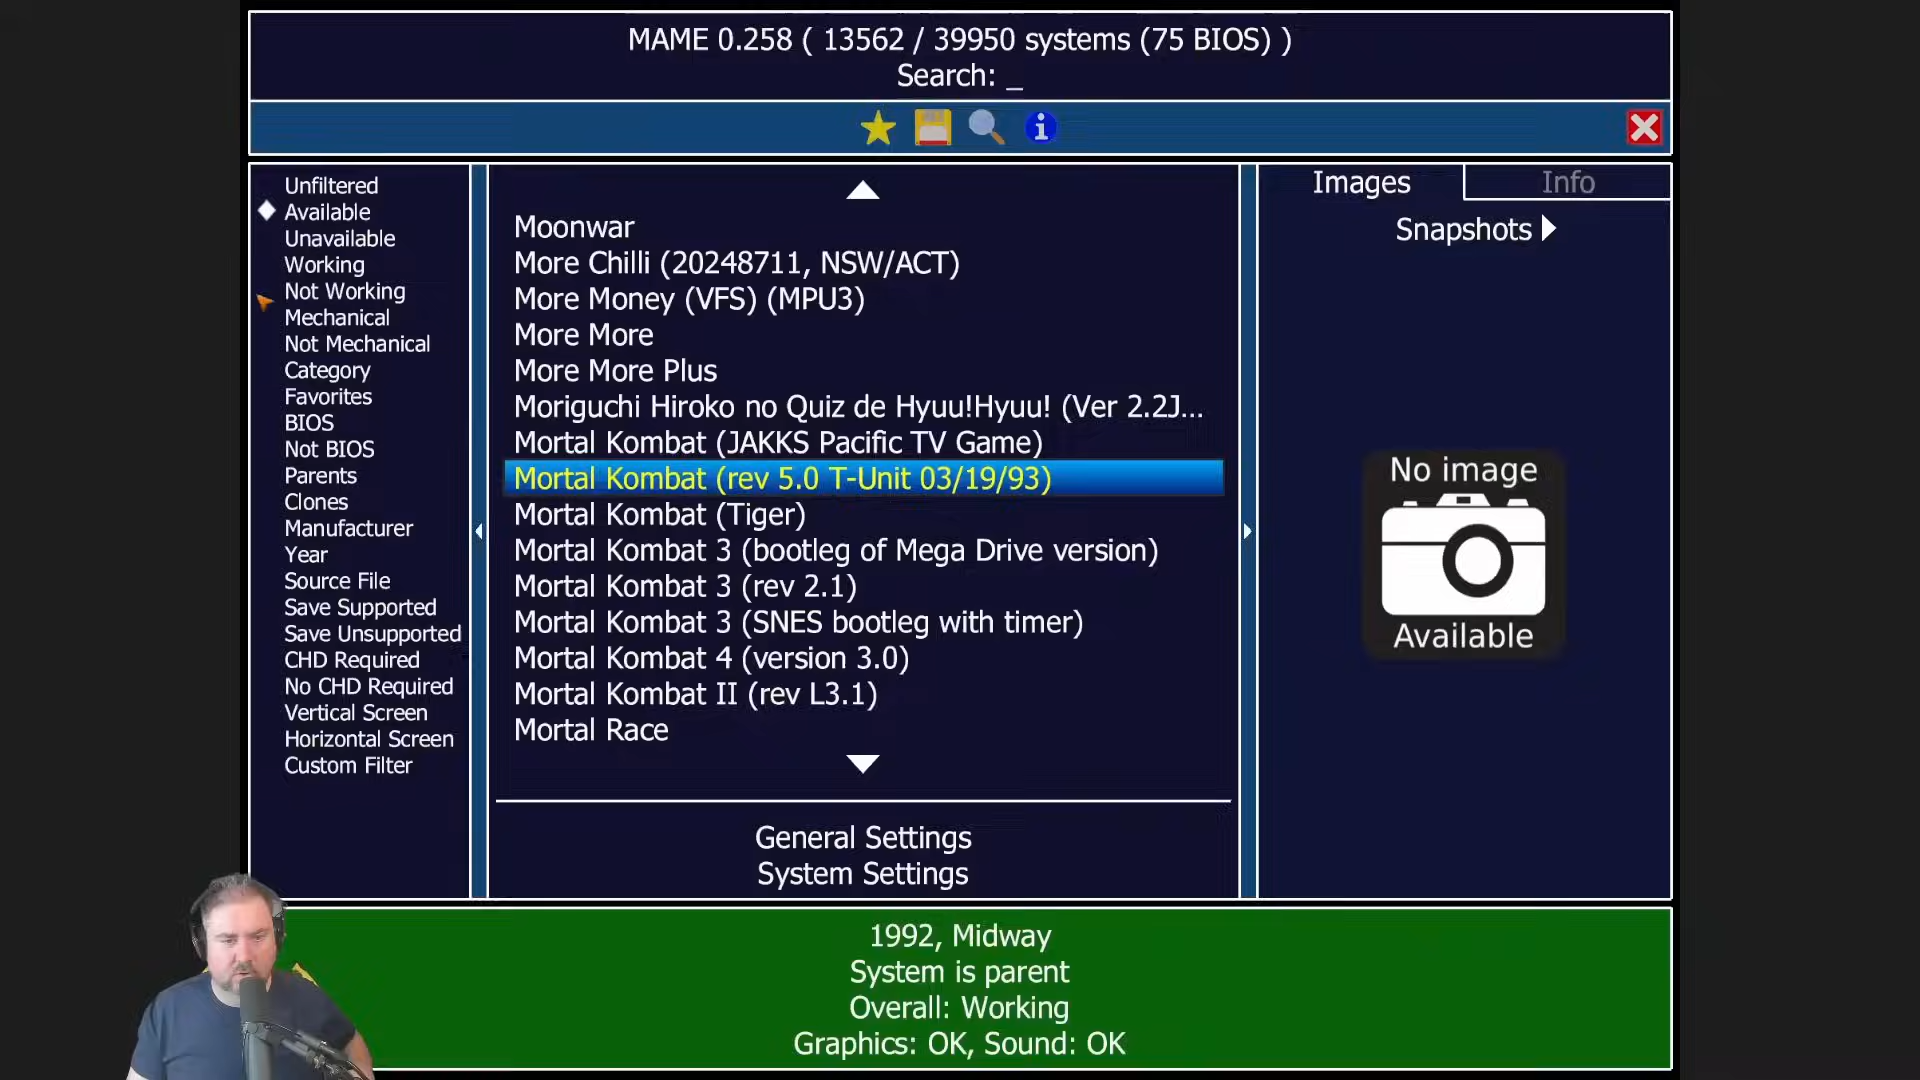 MAME 0.258 ( 13562 / 39950 systems (75 BIOS) )
Search: _
Unfiltered
Available
Unavailable
Working
Not Working
Mechanical
Not Mechanical
Category
Favorites
BIOS
Not BIOS
Parents
Clones
Manufacturer
Year
Source File
Save Supported
Save Unsupported
CHD Required
No CHD Required
Vertical Screen
Horizontal Screen
Custom Filter
Moonwar
More Chilli (20248711, NSW/ACT)
More Money (VFS) (MPU3)
More More
More More Plus
Moriguchi Hiroko no Quiz de Hyuu!Hyuu! (Ver 2.2J...
Mortal Kombat (JAKKS Pacific TV Game)
Mortal Kombat (rev 5.0 T-Unit 03/19/93)
Mortal Kombat (Tiger)
Mortal Kombat 3 (bootleg of Mega Drive version)
Mortal Kombat 3 (rev 2.1)
Mortal Kombat 3 (SNES bootleg with timer)
Mortal Kombat 4 (version 3.0)
Mortal Kombat II (rev L3.1)
Mortal Race
General Settings
System Settings
Images
Info
Snapshots
No image
Available
1992, Midway
System is parent
Overall: Working
Graphics: OK, Sound: OK